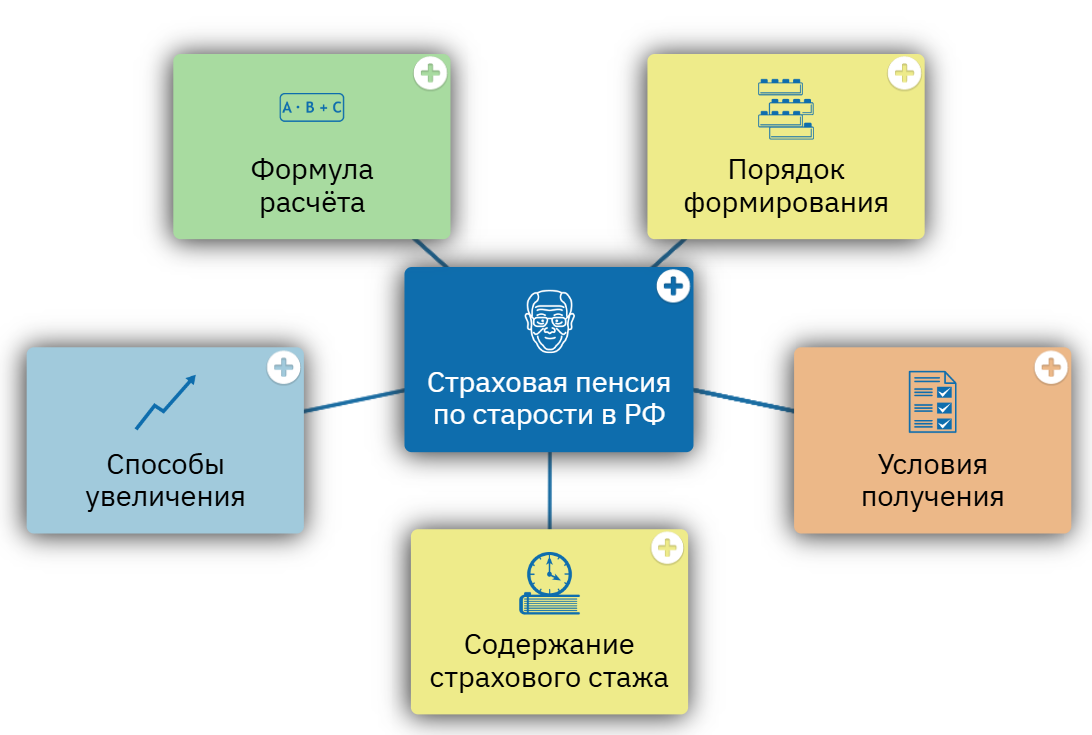 A · B + C
Формула
расчёта
Порядок
формирования
Страховая пенсия
по старости в РФ
Способы
увеличения
Условия
получения
Содержание
страхового стажа